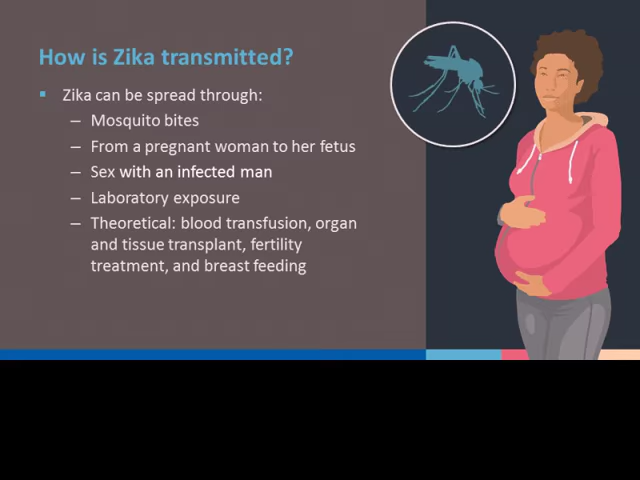 How is Zika transmitted?
▪ Zika can be spread through:
– Mosquito bites
– From a pregnant woman to her fetus
– Sex with an infected man
– Laboratory exposure
– Theoretical: blood transfusion, organ
and tissue transplant, fertility
treatment, and breast feeding